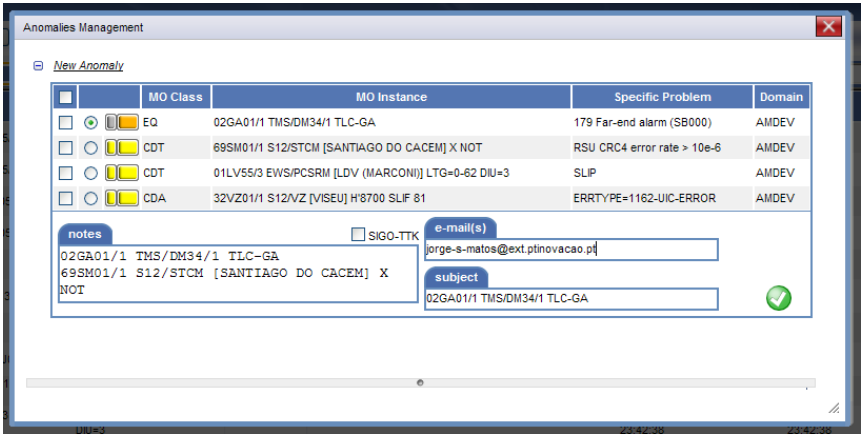 Anomalies Management
New Anomaly
MO Class MO Instance Specific Problem Domain
EQ 02GA01/1 TMS/DM34/1 TLC-GA 179 Far-end alarm (SB000) AMDEV
CDT 69SM01/1 S12/STCM [SANTIAGO DO CACEM] X NOT RSU CRC4 error rate > 10e-6 AMDEV
CDT 01LV55/3 EWS/PCSRM [LDV (MARCONI)] LTG=0-62 DIU=3 SLIP AMDEV
CDA 32VZ01/1 S12/VZ [VISEU] H'8700 SLIF 81 ERRTYPE=1162-UIC-ERROR AMDEV
notes
SIGO-TTK
02GA01/1 TMS/DM34/1 TLC-GA
69SM01/1 S12/STCM [SANTIAGO DO CACEM] X
NOT
e-mail(s)
jorge-s-matos@ext.ptinovacao.pt
subject
02GA01/1 TMS/DM34/1 TLC-GA
DIU=3 23:42:38 23:42:38